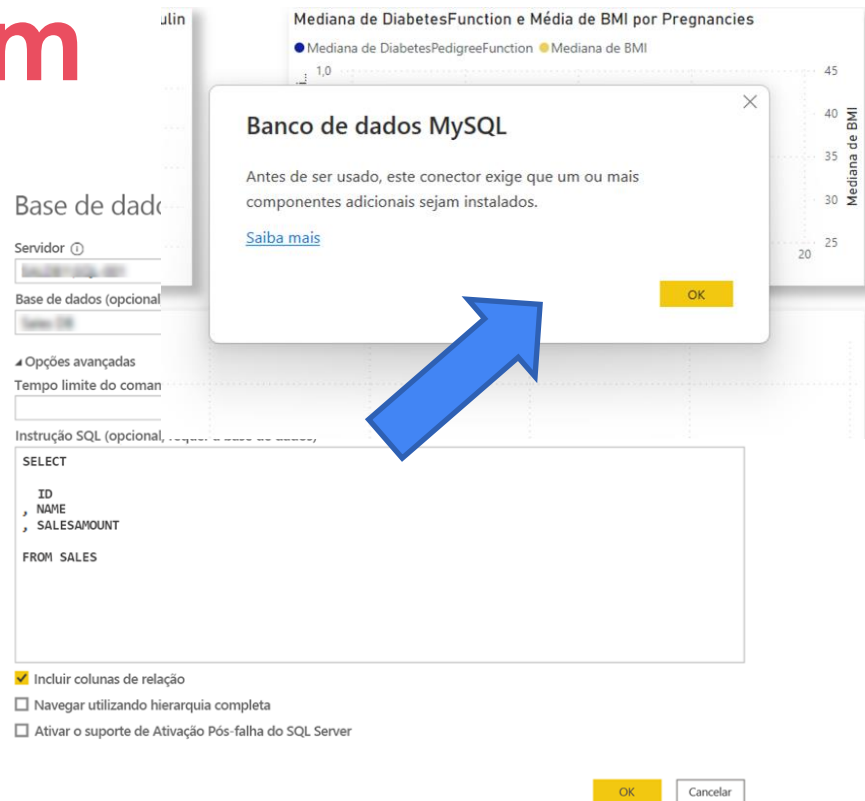 m
ulin
Mediana de DiabetesFunction e Média de BMI por Pregnancies
Mediana de DiabetesPedigreeFunction Mediana de BMI
1,0
45
40
35
30
25
Mediana de BMI
20
Banco de dados MySQL
Antes de ser usado, este conector exige que um ou mais
componentes adicionais sejam instalados.
Saiba mais
OK
Base de dado
Servidor
Base de dados (opcional
Opções avançadas
Tempo limite do coman
Instrução SQL (opcional,
SELECT
ID
, NAME
, SALESAMOUNT
FROM SALES
Incluir colunas de relação
Navegar utilizando hierarquia completa
Ativar o suporte de Ativação Pós-falha do SQL Server
OK Cancelar